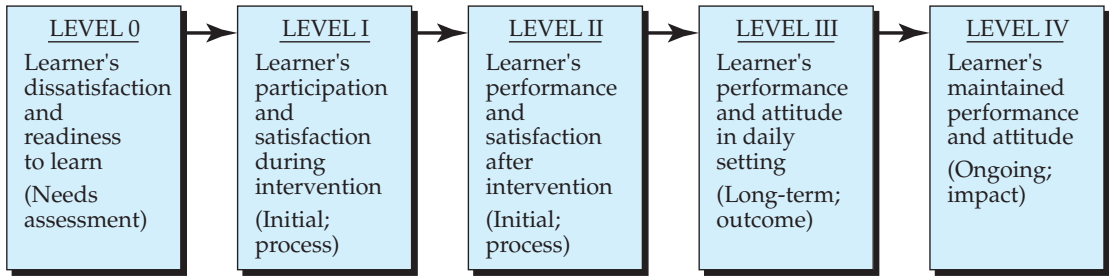 LEVEL 0
Learner's
dissatisfaction
and
readiness
to learn
(Needs
assessment)
LEVEL I
Learner's
participation
and
satisfaction
during
intervention
(Initial;
process)
LEVEL II
Learner's
performance
and
satisfaction
after
intervention
(Initial;
process)
LEVEL III
Learner's
performance
and attitude
in daily
setting
(Long-term;
outcome)
LEVEL IV
Learner's
maintained
performance
and attitude
(Ongoing;
impact)